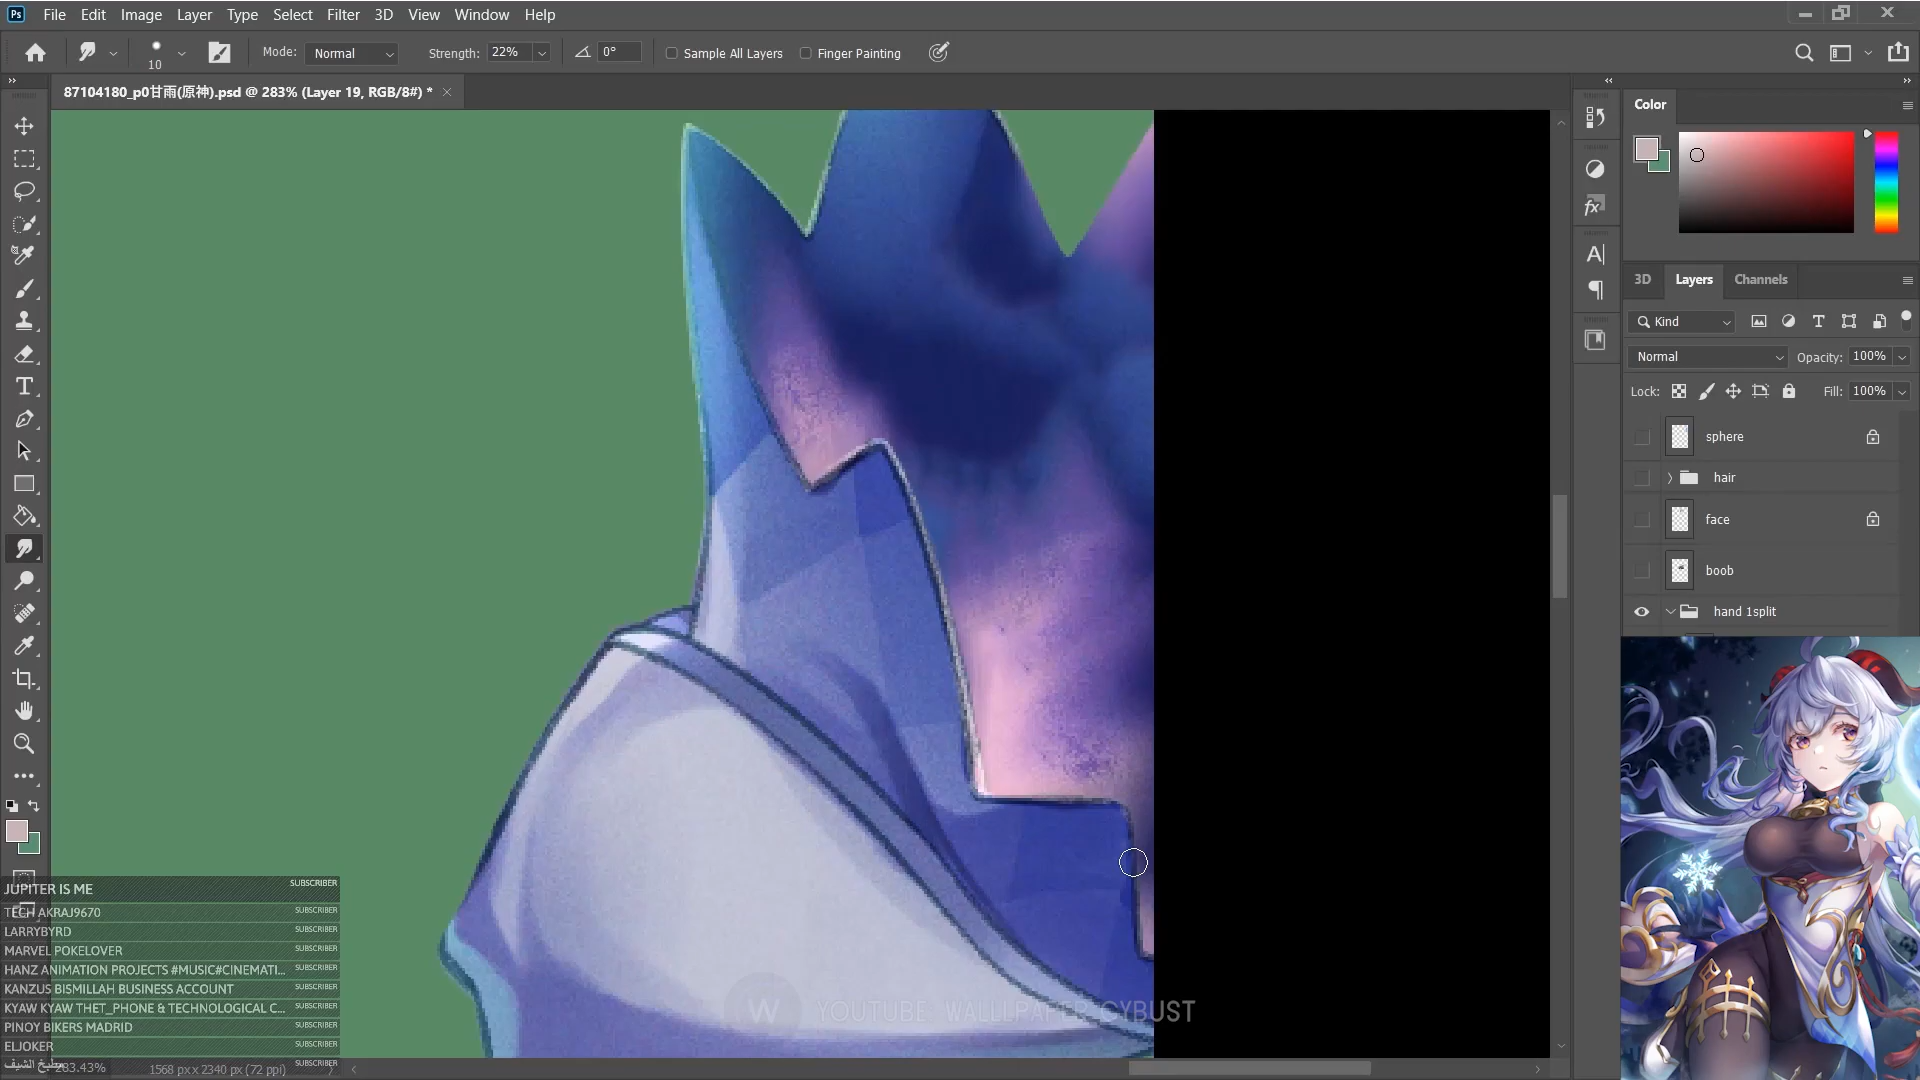 Ps File Edit Image Layer Type Select Filter 3D View Window Help
10 Mode: Normal Strength: 22% 0° Sample All Layers Finger Painting
87104180_p0甘雨(原神).psd @ 283% (Layer 19, RGB/8#) *
Color
3D Layers Channels
Kind
Normal Opacity: 100%
Lock: Fill: 100%
sphere
hair
face
boob
hand 1split
JUPITER IS ME SUBSCRIBER
TECH AKRAJ9670 SUBSCRIBER
LARRYBYRD SUBSCRIBER
MARVEL POKELOVER SUBSCRIBER
HANZ ANIMATION PROJECTS #MUSIC#CINEMATI... SUBSCRIBER
KANZUS BISMILLAH BUSINESS ACCOUNT SUBSCRIBER
KYAW KYAW THET_PHONE & TECHNOLOGICAL C... SUBSCRIBER
PINOY BIKERS MADRID SUBSCRIBER
ELJOKER SUBSCRIBER
مطبخ الشيف SUBSCRIBER
283.43% 1568 px x 2340 px (72 ppi)
W YOUTUBE WALLLPAPER CYBUST